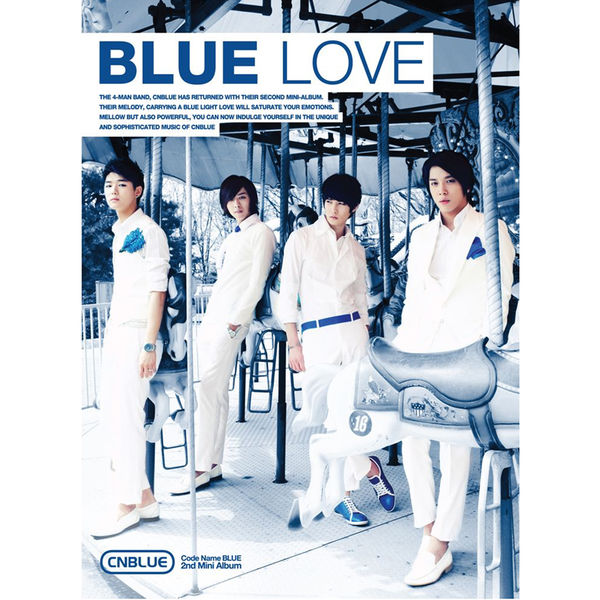 BLUE LOVE
THE 4-MAN BAND, CNBLUE HAS RETURNED WITH THEIR SECOND MINI-ALBUM.
THEIR MELODY, CARRYING A BLUE LIGHT LOVE WILL SATURATE YOUR EMOTIONS.
MELLOW BUT ALSO POWERFUL, YOU CAN NOW INDULGE YOURSELF IN THE UNIQUE
AND SOPHISTICATED MUSIC OF CNBLUE
16
CNBLUE
Code Name BLUE
2nd Mini Album